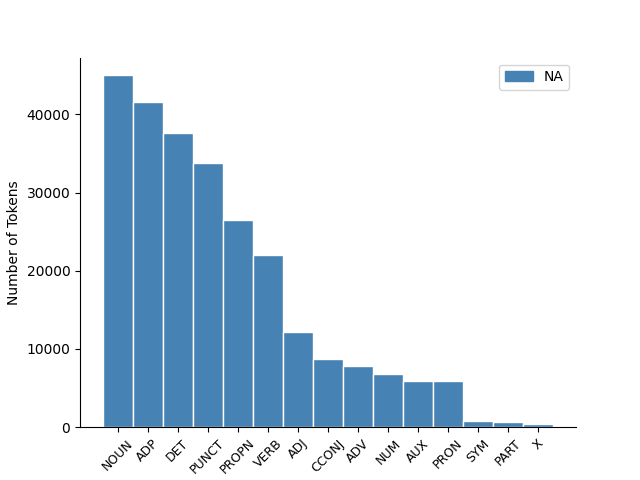 NA
Number of Tokens
40000
30000
20000
10000
0
NOUN ADP DET PUNCT PROPN VERB ADJ CCONJ ADV NUM AUX PRON SYM PART X